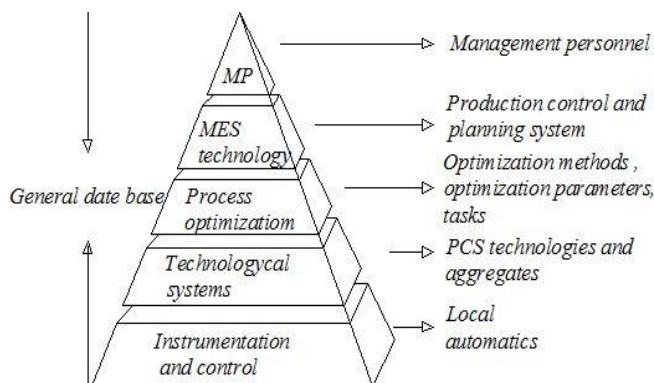 MP
Management personnel
MES
technology
Production control and
planning system
General date base
Process
optimizatiom
Optimization methods ,
optimization parameters,
tasks
Technologycal
systems
PCS technologies and
aggregates
Instrumentation
and control
Local
automatics